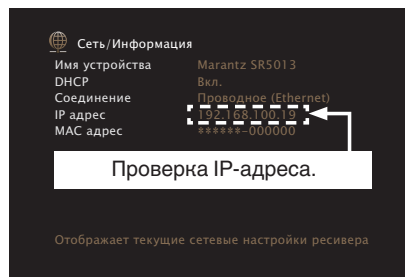 Сеть/Информация
Имя устройства Marantz SR5013
DHCP Вкл.
Соединение Проводное (Ethernet)
IP адрес 192.168.100.19
MAC адрес ******-000000
Проверка IP-адреса.
Отображает текущие сетевые настройки ресивера